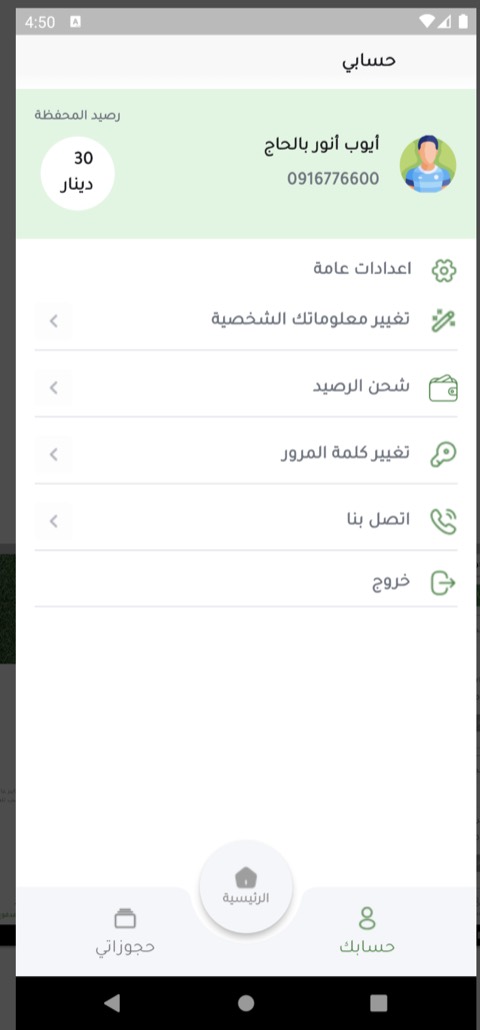 4:50
حسابي
رصيد المحفظة
30
دينار
أيوب أنور بالحاج
0916776600
اعدادات عامة
تغيير معلوماتك الشخصية
شحن الرصيد
تغيير كلمة المرور
اتصل بنا
خروج
الرئيسية
حسابك
حجوزاتي